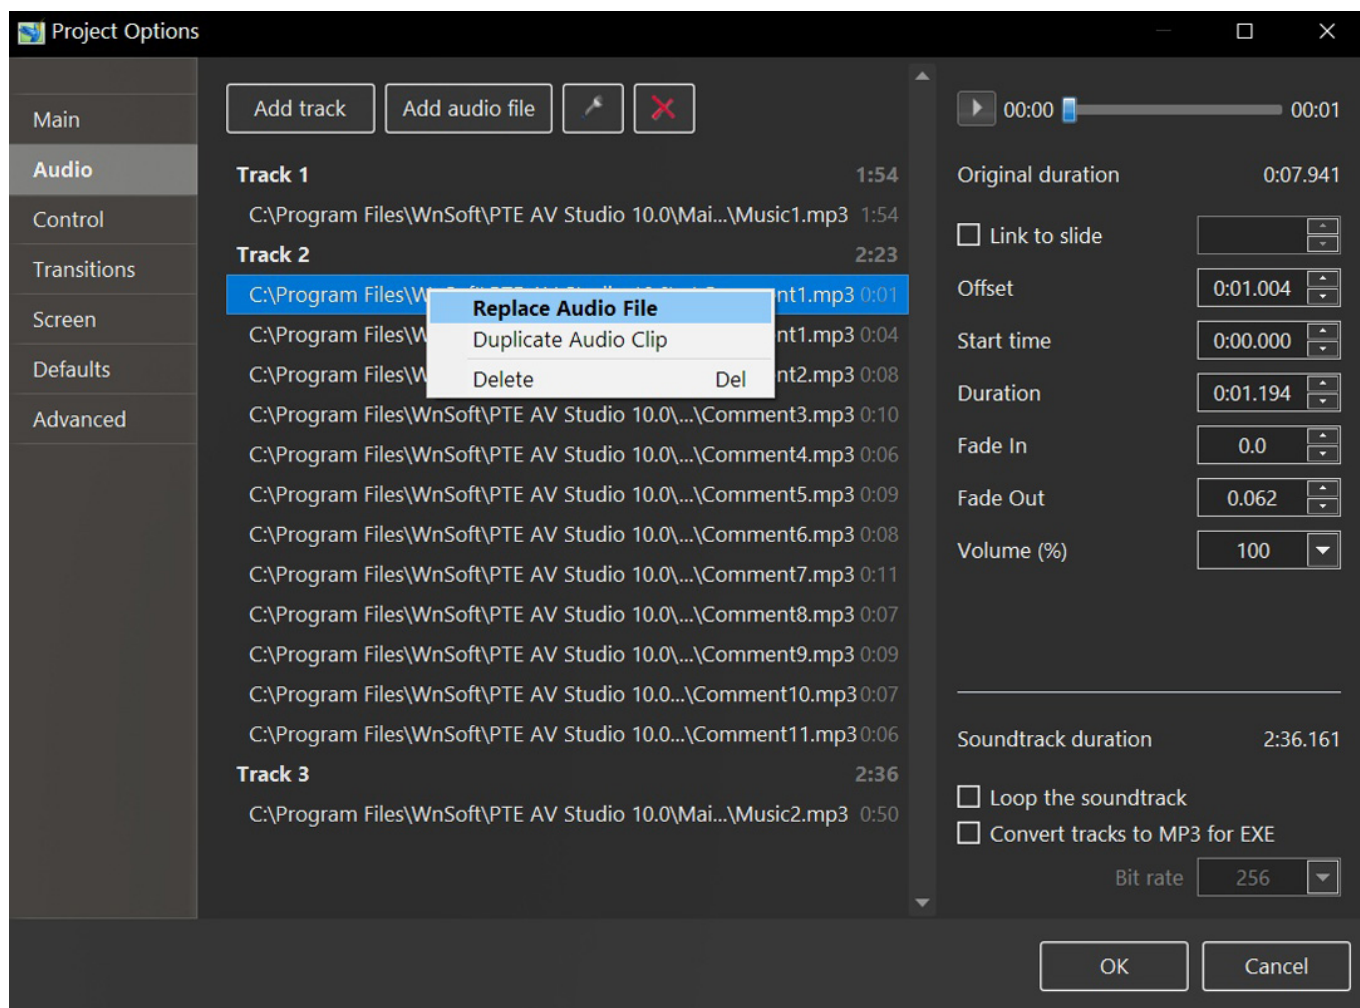 Project Options
Main
Audio
Control
Transitions
Screen
Defaults
Advanced
Add track Add audio file
Track 1 1:54
C:\Program Files\WnSoft\PTE AV Studio 10.0\Mai...\Music1.mp3 1:54
Track 2 2:23
C:\Program Files\W nt1.mp3 0:01
C:\Program Files\W nt1.mp3 0:04
C:\Program Files\W nt2.mp3 0:08
Replace Audio File
Duplicate Audio Clip
Delete Del
C:\Program Files\WnSoft\PTE AV Studio 10.0\...\Comment3.mp3 0:10
C:\Program Files\WnSoft\PTE AV Studio 10.0\...\Comment4.mp3 0:06
C:\Program Files\WnSoft\PTE AV Studio 10.0\...\Comment5.mp3 0:09
C:\Program Files\WnSoft\PTE AV Studio 10.0\...\Comment6.mp3 0:08
C:\Program Files\WnSoft\PTE AV Studio 10.0\...\Comment7.mp3 0:11
C:\Program Files\WnSoft\PTE AV Studio 10.0\...\Comment8.mp3 0:07
C:\Program Files\WnSoft\PTE AV Studio 10.0\...\Comment9.mp3 0:09
C:\Program Files\WnSoft\PTE AV Studio 10.0...\Comment10.mp3 0:07
C:\Program Files\WnSoft\PTE AV Studio 10.0...\Comment11.mp3 0:06
Track 3 2:36
C:\Program Files\WnSoft\PTE AV Studio 10.0\Mai...\Music2.mp3 0:50
00:00 00:01
Original duration 0:07.941
Link to slide
Offset 0:01.004
Start time 0:00.000
Duration 0:01.194
Fade In 0.0
Fade Out 0.062
Volume (%) 100
Soundtrack duration 2:36.161
Loop the soundtrack
Convert tracks to MP3 for EXE
Bit rate 256
OK Cancel